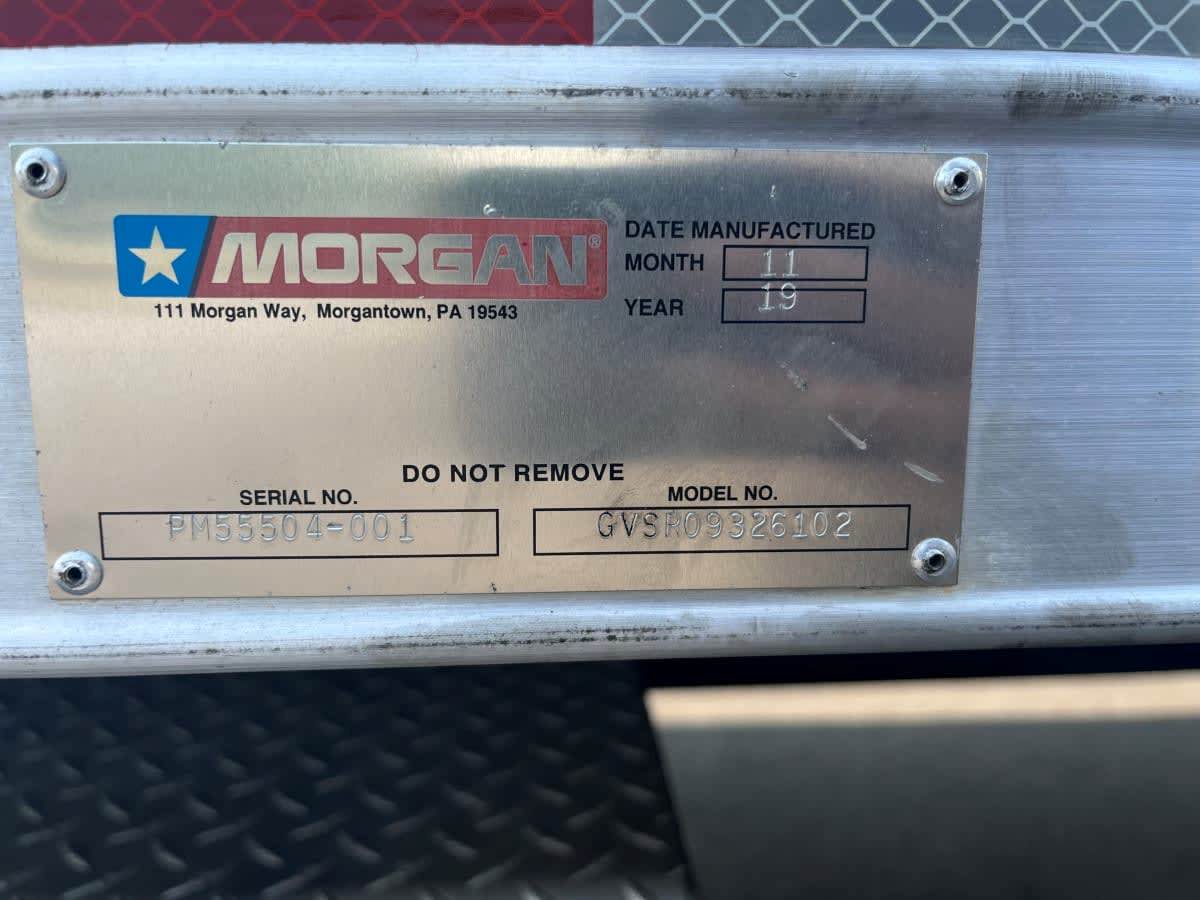 MORGAN®
111 Morgan Way, Morgantown, PA 19543
DATE MANUFACTURED
MONTH 11
YEAR 19
DO NOT REMOVE
SERIAL NO.
PM55504-001
MODEL NO.
GVSR09326102